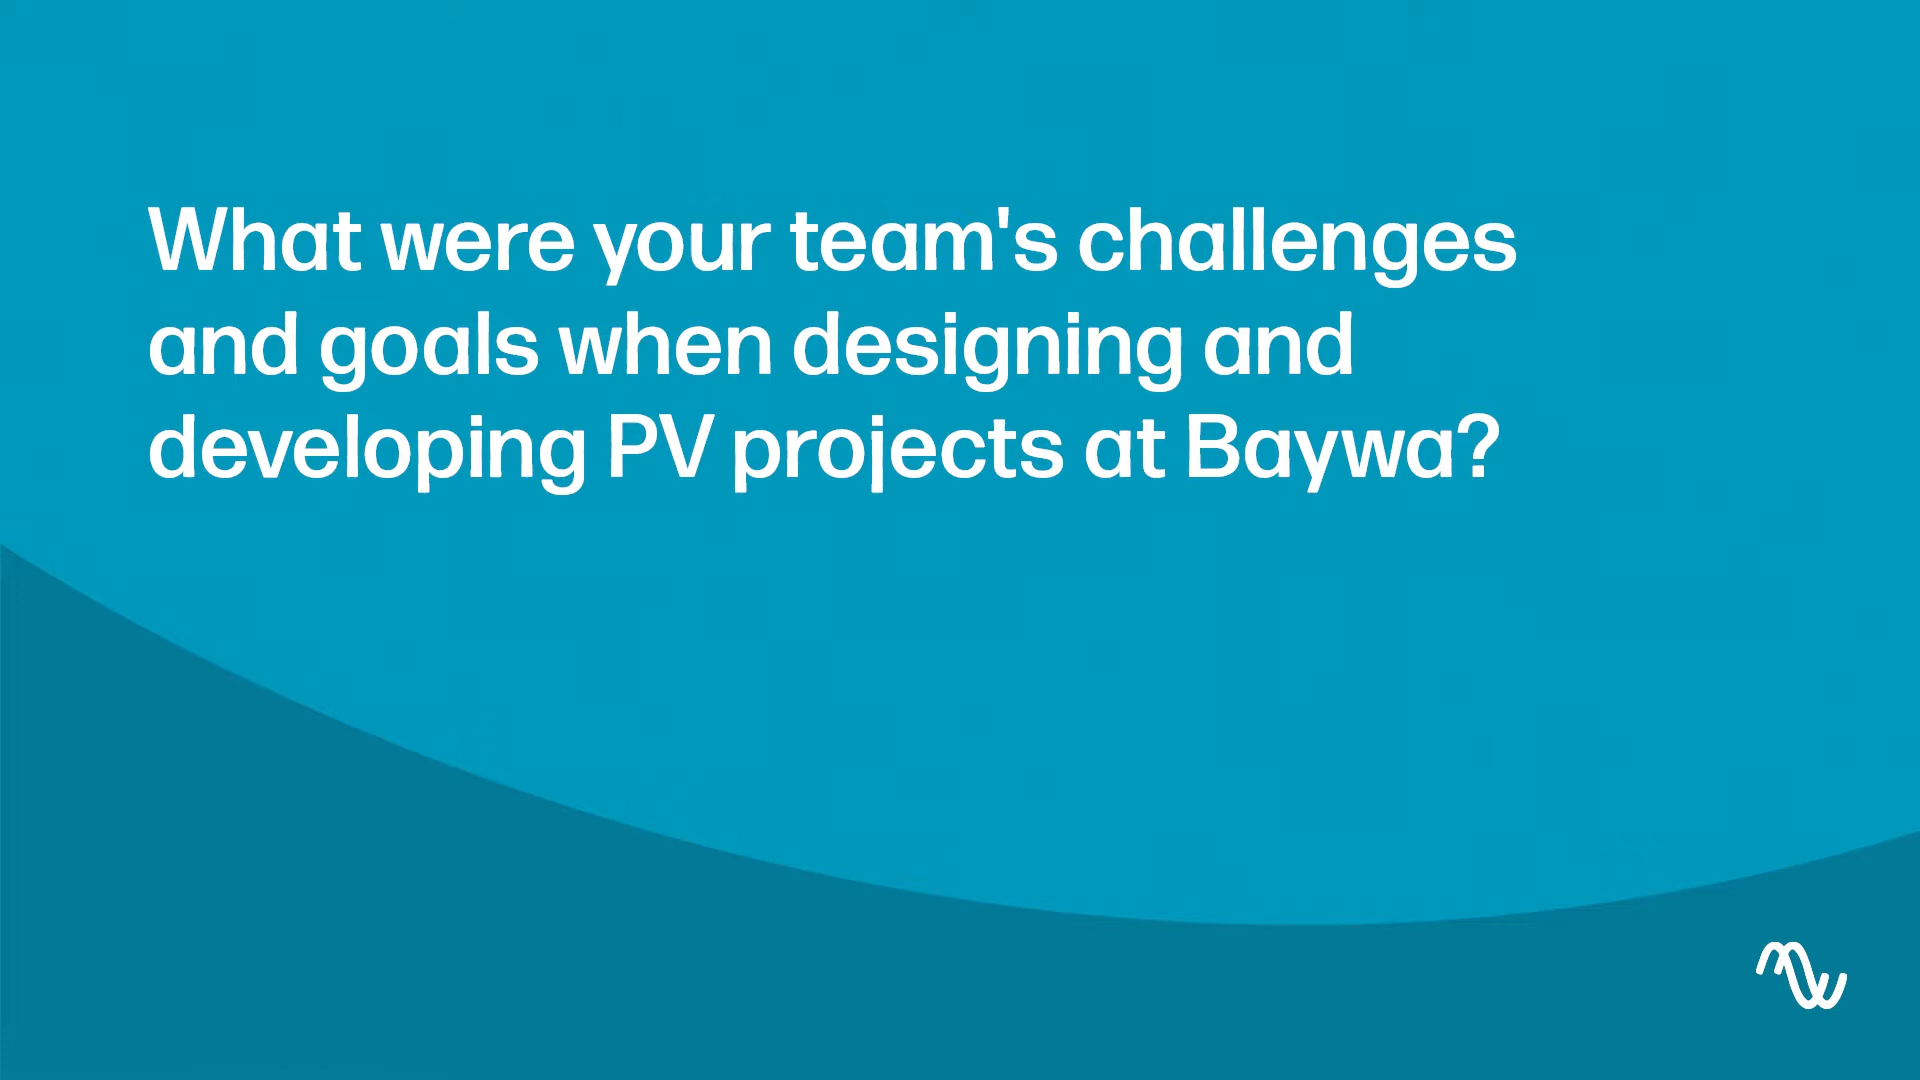 What were your team's challenges
and goals when designing and
developing PV projects at Baywa?